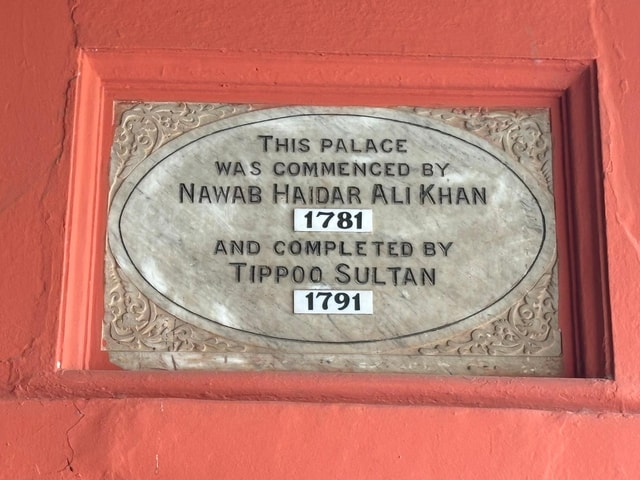 THIS PALACE
WAS COMMENCED BY
NAWAB HAIDAR ALI KHAN
1781
AND COMPLETED BY
TIPPOO SULTAN
1791